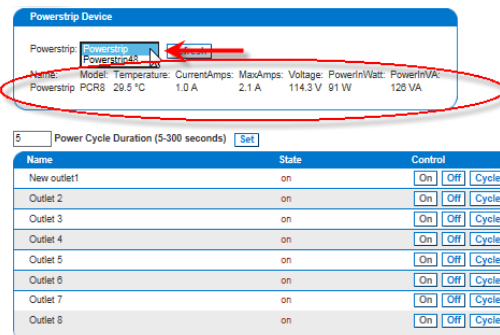 Powerstrip Device
Powerstrip: Powerstrip
Powerstrip48
Name: Model: Temperature: CurrentAmps: MaxAmps: Voltage: PowerInWatt: PowerInVA:
Powerstrip PCR8 29.5 °C 1.0 A 2.1 A 114.3 V 91 W 126 VA
5 Power Cycle Duration (5-300 seconds) Set
Name State Control
New outlet1 on On Off Cycle
Outlet 2 on On Off Cycle
Outlet 3 on On Off Cycle
Outlet 4 on On Off Cycle
Outlet 5 on On Off Cycle
Outlet 6 on On Off Cycle
Outlet 7 on On Off Cycle
Outlet 8 on On Off Cycle